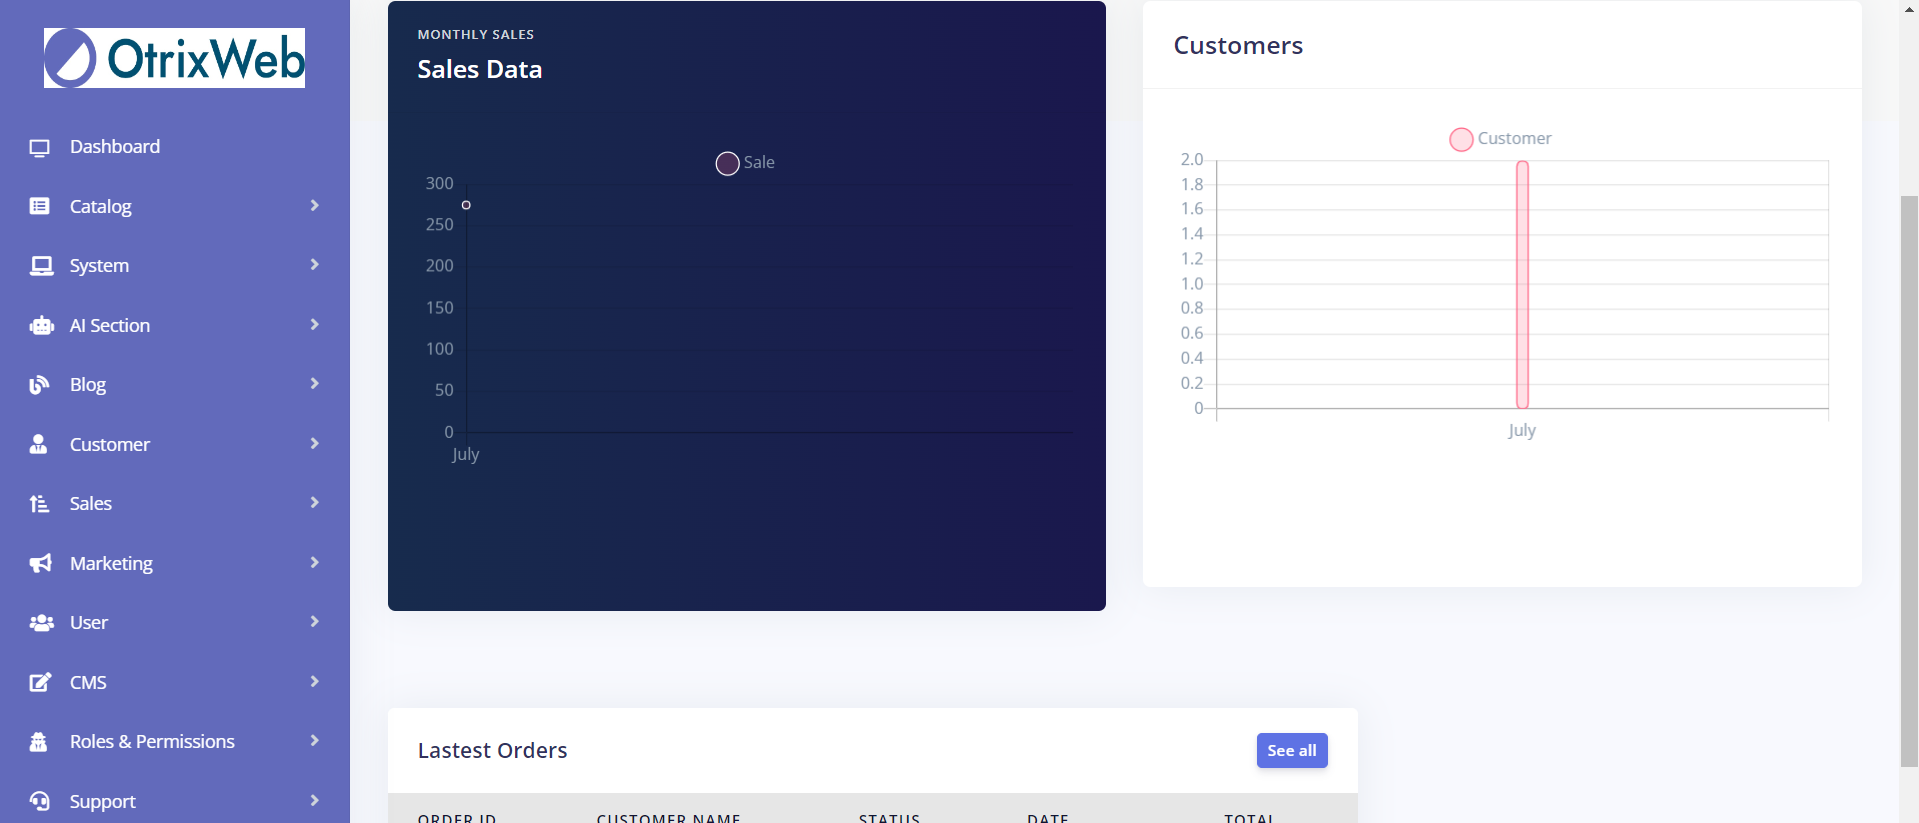 OtrixWeb
Dashboard
Catalog
System
AI Section
Blog
Customer
Sales
Marketing
User
CMS
Roles & Permissions
Support
MONTHLY SALES
Sales Data
Sale
300
250
200
150
100
50
0
July
Customers
Customer
2.0
1.8
1.6
1.4
1.2
1.0
0.8
0.6
0.4
0.2
0
July
Lastest Orders
See all
ORDER ID CUSTOMER NAME STATUS DATE TOTAL